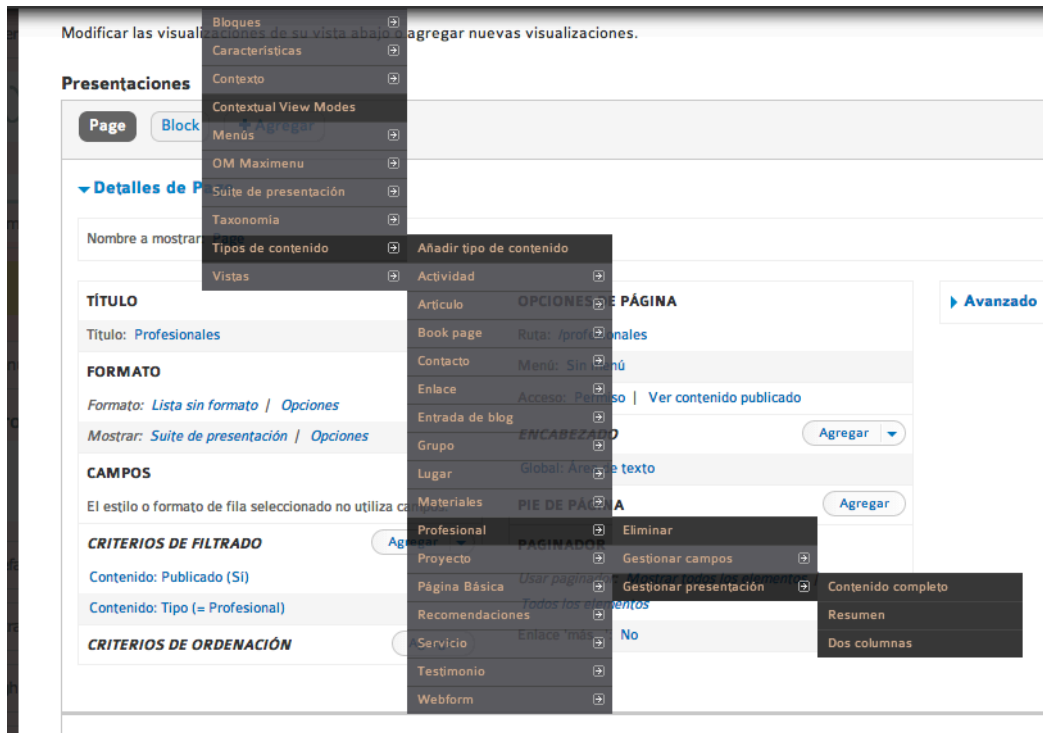 Bloques
Modificar las visualizaciones de su vista abajo o agregar nuevas visualizaciones.
Características
Presentaciones
Contexto
Contextual View Modes
Page
Block
Agregar
Menús
OM Maximenu
Detalles de P
Suite de presentación
Taxonomía
Nombre a mostrar: Page
Tipos de contenido
Añadir tipo de contenido
Vistas
Actividad
TÍTULO
Artículo
OPCIONES DE PÁGINA
Avanzado
Título: Profesionales
Book page
Ruta: /profesionales
FORMATO
Contacto
Menú: Sin menú
Formato: Lista sin formato | Opciones
Enlace
Acceso: Permiso | Ver contenido publicado
Entrada de blog
Mostrar: Suite de presentación | Opciones
Grupo
ENCABEZADO
Agregar
CAMPOS
Lugar
Global: Área de texto
El estilo o formato de fila seleccionado no utiliza campos.
Materiales
PIE DE PÁGINA
Agregar
CRITERIOS DE FILTRADO
Agregar
Profesional
Eliminar
PAGINADOR
Proyecto
Gestionar campos
Contenido: Publicado (Sí)
Página Básica
Usar paginador: Mostrar todos los elementos |
Gestionar presentación
Contenido completo
Contenido: Tipo (= Profesional)
Todos los elementos
Recomendaciones
Resumen
CRITERIOS DE ORDENACIÓN
Servicio
Enlace 'más': No
Dos columnas
Testimonio
Webform